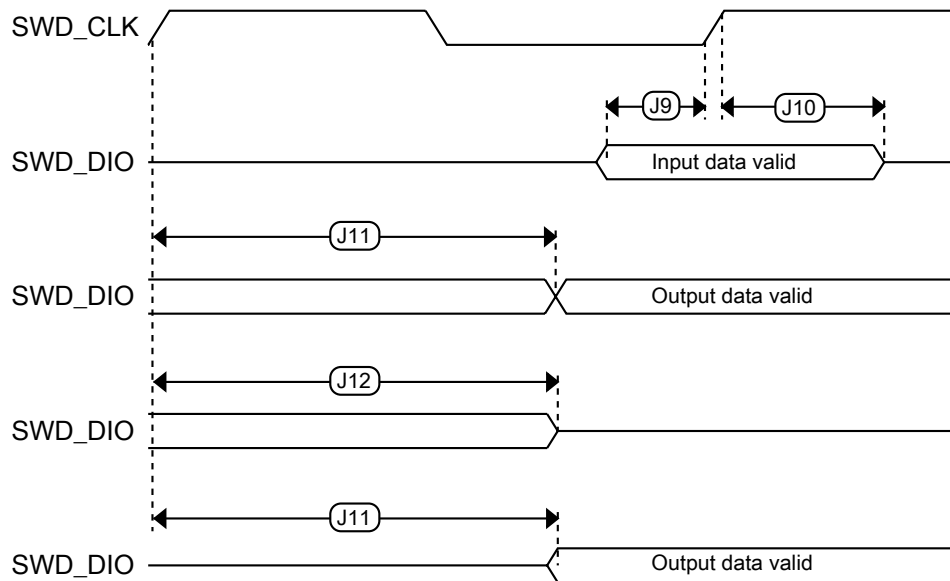 SWD_CLK
J9
J10
SWD_DIO
Input data valid
J11
SWD_DIO
Output data valid
J12
SWD_DIO
J11
SWD_DIO
Output data valid